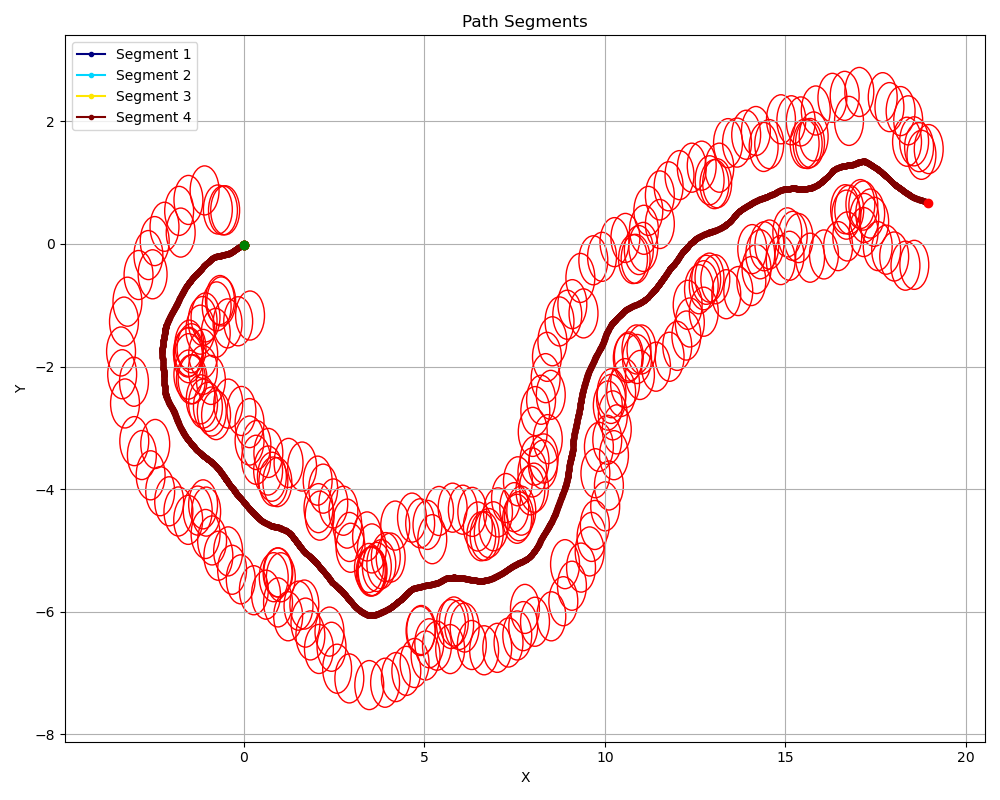 Path Segments
Segment 1
Segment 2
Segment 3
Segment 4
2
0
−2
−4
−6
−8
Y
0 5 10 15 20
X